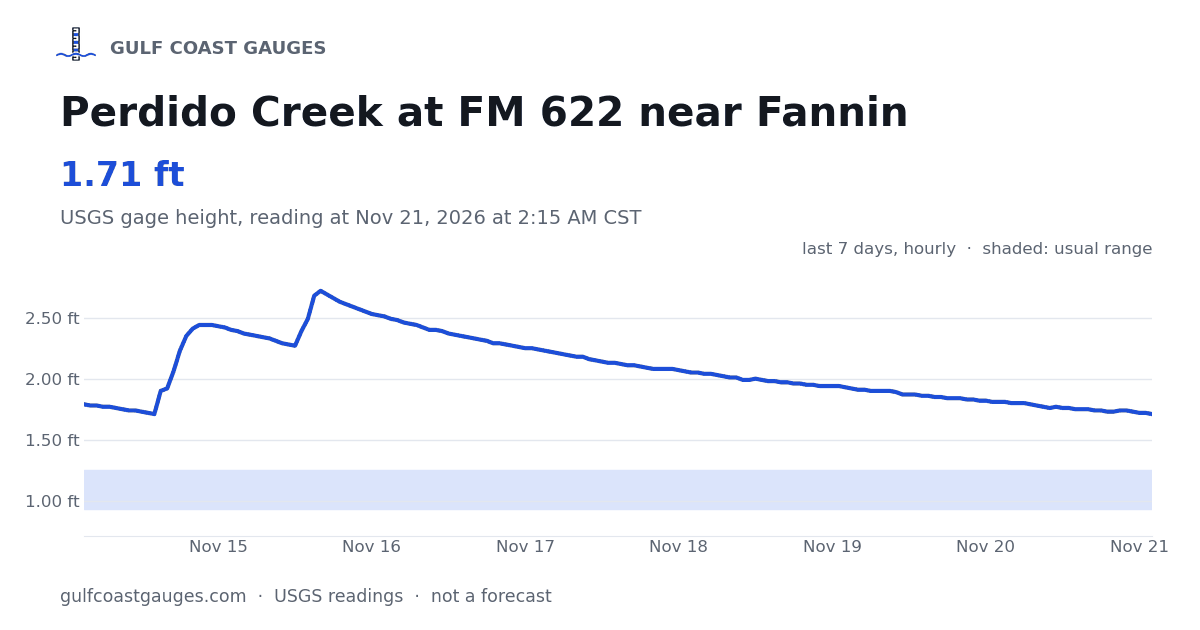 GULF COAST GAUGES
Perdido Creek at FM 622 near Fannin
1.71 ft
USGS gage height, reading at Nov 21, 2026 at 2:15 AM CST
last 7 days, hourly · shaded: usual range
2.50 ft
2.00 ft
1.50 ft
1.00 ft
Nov 15 Nov 16 Nov 17 Nov 18 Nov 19 Nov 20 Nov 21
gulfcoastgauges.com · USGS readings · not a forecast